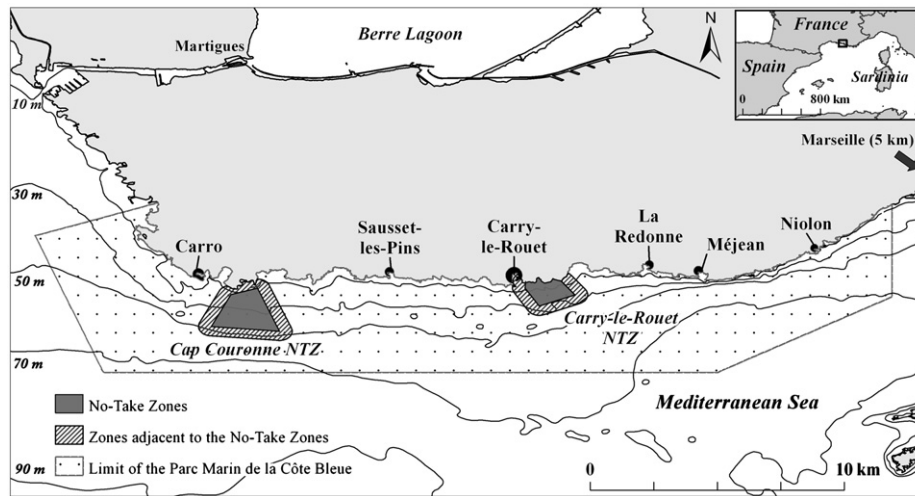 Berre Lagoon
Martigues
N
France
Spain
Sardinia
0 800 km
Marseille (5 km)
10 m
30 m
50 m
70 m
90 m
Carro
Sausset-
les-Pins
Carry-
le-Rouet
La
Redonne
Méjean
Niolon
Cap Couronne NTZ
Carry-le-Rouet
NTZ
Mediterranean Sea
No-Take Zones
Zones adjacent to the No-Take Zones
Limit of the Parc Marin de la Côte Bleue
0 10 km